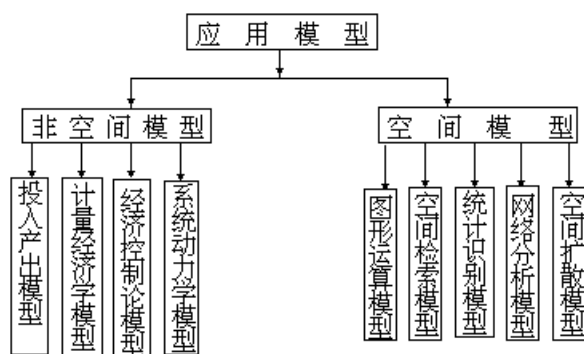 应用模型
非空间模型
空间模型
投入产出模型
计量经济学模型
经济控制论模型
系统动力学模型
图形运算模型
空间检索模型
统计识别模型
网络分析模型
空间扩散模型